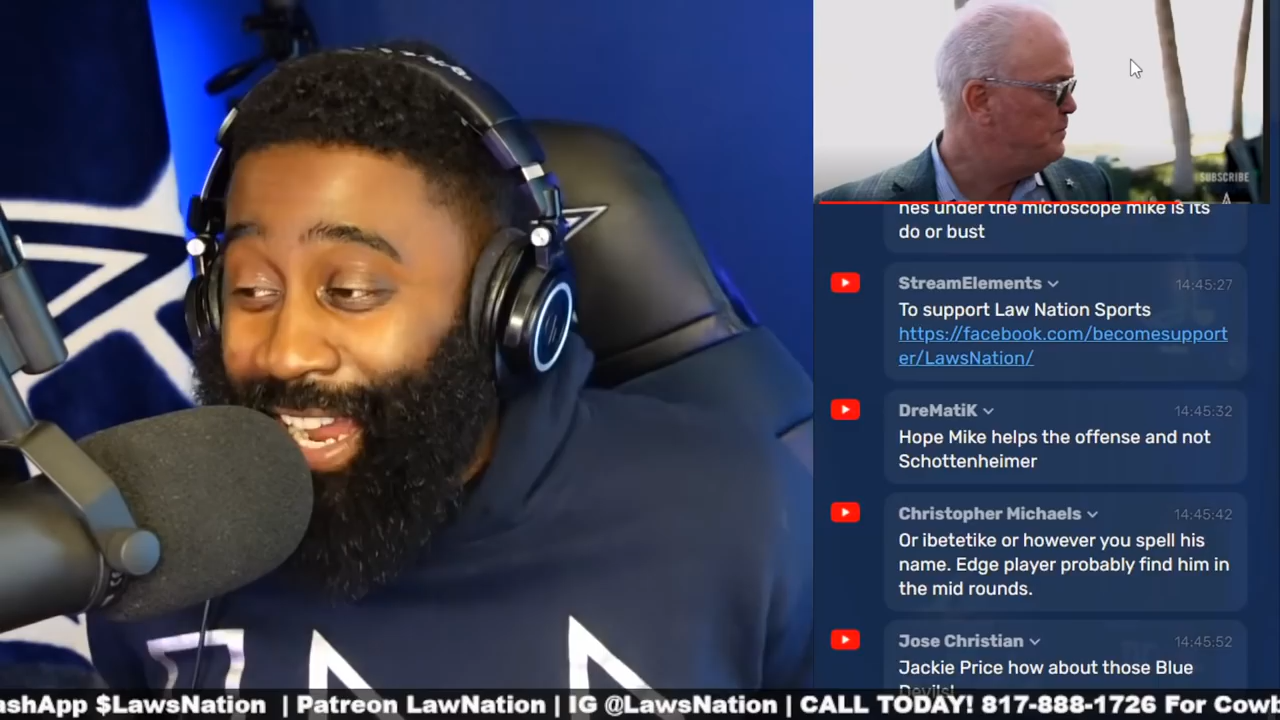 SUBSCRIBE
nes under the microscope mike is its
do or bust
StreamElements 14:45:27
To support Law Nation Sports
https://facebook.com/becomesupport
er/LawsNation/
DreMatiK 14:45:32
Hope Mike helps the offense and not
Schottenheimer
Christopher Michaels 14:45:42
Or ibetetike or however you spell his
name. Edge player probably find him in
the mid rounds.
Jose Christian 14:45:52
Jackie Price how about those Blue
Devils!
ashApp $LawsNation | Patreon LawNation | IG @LawsNation | CALL TODAY! 817-888-1726 For Cowb